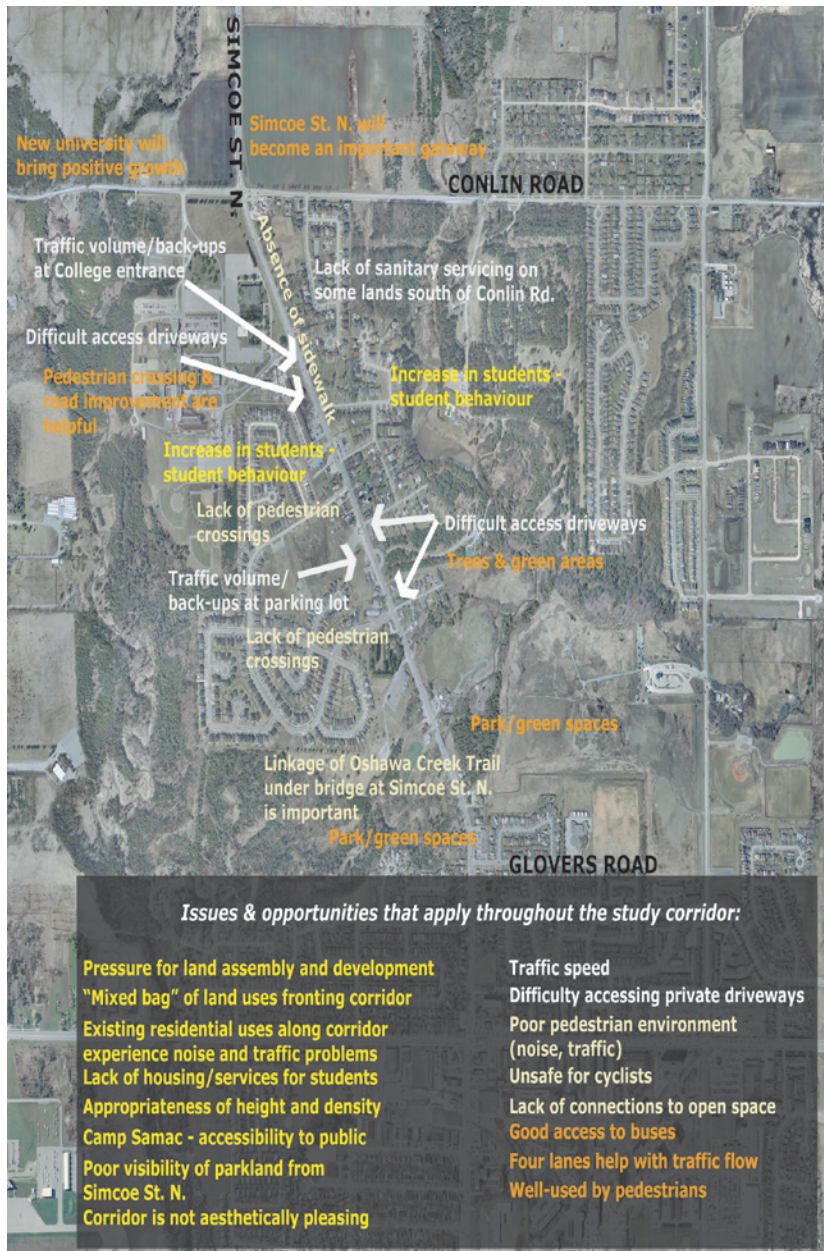 SIMCOE ST. N.
New university will
bring positive growth
Simcoe St. N. will
become an important gateway
CONLIN ROAD
Traffic volume/back-ups
at College entrance
Absence of sidewalk
Lack of sanitary servicing on
some lands south of Conlin Rd.
Difficult access driveways
Pedestrian crossing &
road improvement are
helpful
Increase in students -
student behaviour
Increase in students -
student behaviour
Lack of pedestrian
crossings
Difficult access driveways
Trees & green areas
Traffic volume/
back-ups at parking lot
Lack of pedestrian
crossings
Park/green spaces
Linkage of Oshawa Creek Trail
under bridge at Simcoe St. N.
is important
Park/green spaces
GLOVERS ROAD
Issues & opportunities that apply throughout the study corridor:
Pressure for land assembly and development
"Mixed bag" of land uses fronting corridor
Existing residential uses along corridor
experience noise and traffic problems
Lack of housing/services for students
Appropriateness of height and density
Camp Samac - accessibility to public
Poor visibility of parkland from
Simcoe St. N.
Corridor is not aesthetically pleasing
Traffic speed
Difficulty accessing private driveways
Poor pedestrian environment
(noise, traffic)
Unsafe for cyclists
Lack of connections to open space
Good access to buses
Four lanes help with traffic flow
Well-used by pedestrians